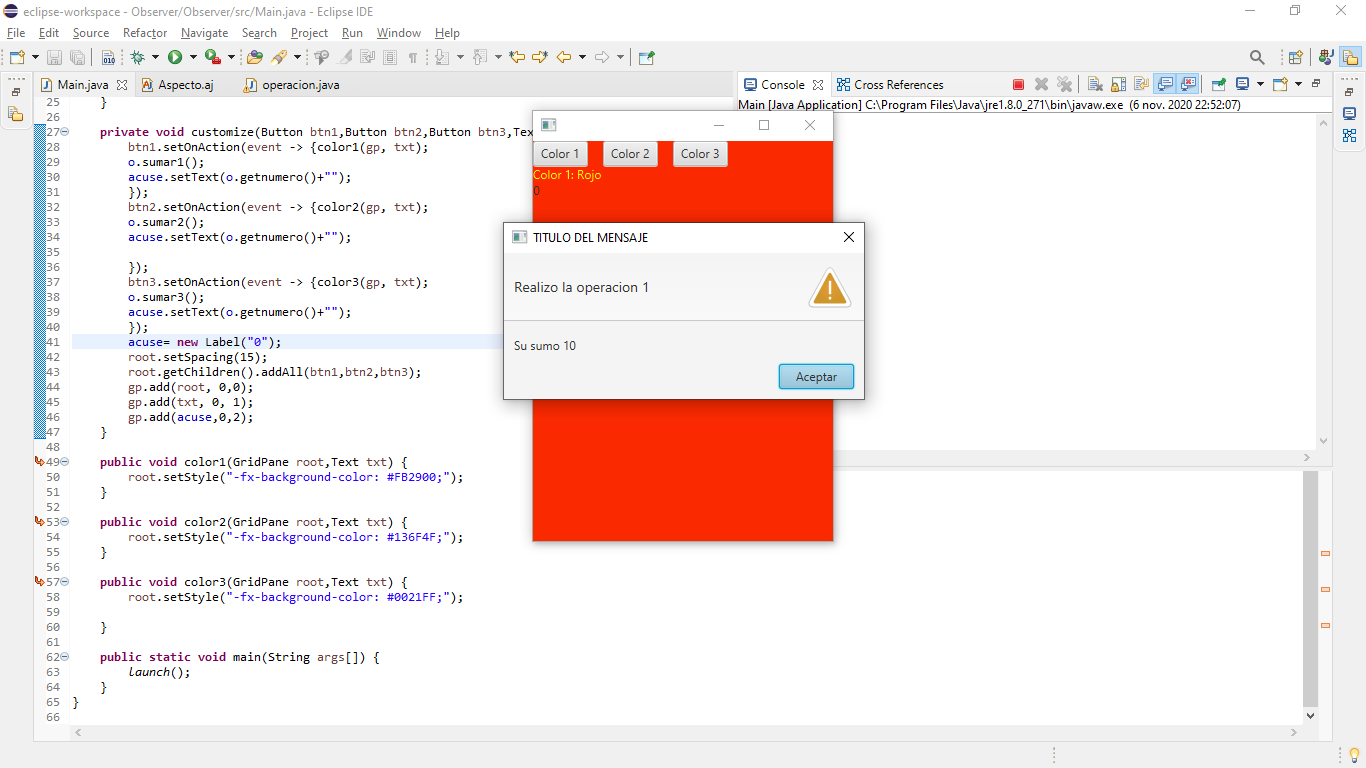 eclipse-workspace - Observer/Observer/src/Main.java - Eclipse IDE
File Edit Source Refactor Navigate Search Project Run Window Help
Main.java Aspecto.aj operacion.java
Console Cross References
Main [Java Application] C:\Program Files\Java\jre1.8.0_271\bin\javaw.exe (6 nov. 2020 22:52:07)
25 }
26
27 private void customize(Button btn1,Button btn2,Button btn3,Tex
28 btn1.setOnAction(event -> {color1(gp, txt);
29 o.sumar1();
30 acuse.setText(o.getnumero()+"");
31 });
32 btn2.setOnAction(event -> {color2(gp, txt);
33 o.sumar2();
34 acuse.setText(o.getnumero()+"");
35
36 });
37 btn3.setOnAction(event -> {color3(gp, txt);
38 o.sumar3();
39 acuse.setText(o.getnumero()+"");
40 });
41 acuse= new Label("0");
42 root.setSpacing(15);
43 root.getChildren().addAll(btn1,btn2,btn3);
44 gp.add(root, 0,0);
45 gp.add(txt, 0, 1);
46 gp.add(acuse,0,2);
47 }
48
49 public void color1(GridPane root,Text txt) {
50 root.setStyle("-fx-background-color: #FB2900;");
51 }
52
53 public void color2(GridPane root,Text txt) {
54 root.setStyle("-fx-background-color: #136F4F;");
55 }
56
57 public void color3(GridPane root,Text txt) {
58 root.setStyle("-fx-background-color: #0021FF;");
59
60 }
61
62 public static void main(String args[]) {
63 launch();
64 }
65 }
66
Color 1 Color 2 Color 3
Color 1: Rojo
0
TITULO DEL MENSAJE
Realizo la operacion 1
Su sumo 10
Aceptar